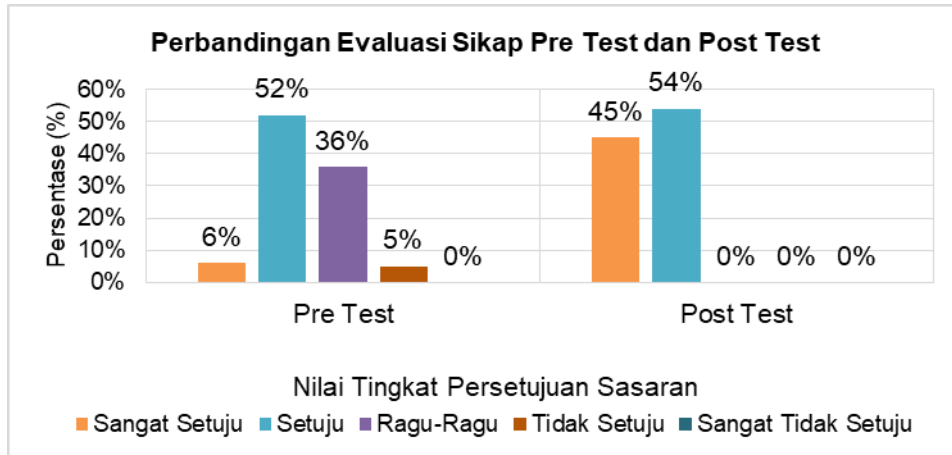 Perbandingan Evaluasi Sikap Pre Test dan Post Test
Persentase (%)
60%
50%
40%
30%
20%
10%
0%
6%
52%
36%
5%
0%
45%
54%
0%
0%
0%
Pre Test
Post Test
Nilai Tingkat Persetujuan Sasaran
Sangat Setuju Setuju Ragu-Ragu Tidak Setuju Sangat Tidak Setuju